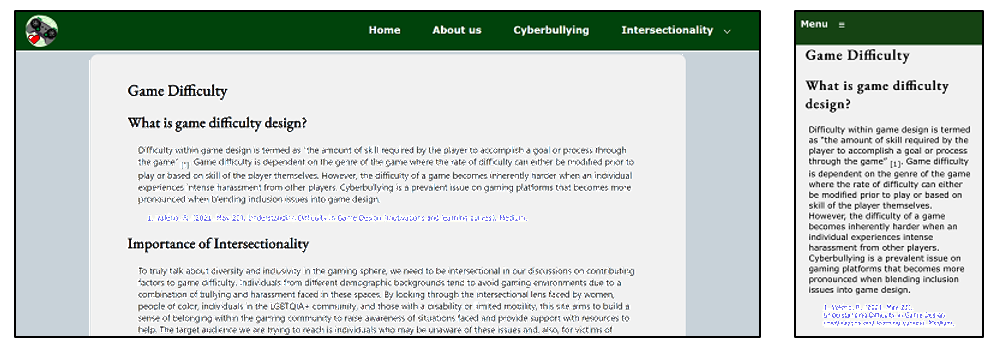 Home About us Cyberbullying Intersectionality
Game Difficulty
What is game difficulty design?
Difficulty within game design is termed as "the amount of skill required by the player to accomplish a goal or process through
the game" [1]. Game difficulty is dependent on the genre of the game where the rate of difficulty can either be modified prior to
play or based on skill of the player themselves. However, the difficulty of a game becomes inherently harder when an individual
experiences intense harassment from other players. Cyberbullying is a prevalent issue on gaming platforms that becomes more
pronounced when blending inclusion issues into game design.
1. Valerio, R. (2021, May 20). Understanding Difficulty in Game Design (motivations and learning curves). Medium.
Importance of Intersectionality
To truly talk about diversity and inclusivity in the gaming sphere, we need to be intersectional in our discussions on contributing
factors to game difficulty. Individuals from different demographic backgrounds tend to avoid gaming environments due to a
combination of bullying and harassment faced in these spaces. By looking through the intersectional lens faced by women,
people of color, individuals in the LGBTQIA+ community, and those with a disability or limited mobility, this site aims to build a
sense of belonging within the gaming community to raise awareness of situations faced and provide support with resources to
help. The target audience we are trying to reach is individuals who may be unaware of these issues and, also, for victims of
Menu ≡
Game Difficulty
What is game difficulty
design?
Difficulty within game design is termed
as "the amount of skill required by the
player to accomplish a goal or process
through the game" [1]. Game difficulty
is dependent on the genre of the game
where the rate of difficulty can either
be modified prior to play or based on
skill of the player themselves.
However, the difficulty of a game
becomes inherently harder when an
individual experiences intense
harassment from other players.
Cyberbullying is a prevalent issue on
gaming platforms that becomes more
pronounced when blending inclusion
issues into game design.
1. Valerio, R. (2021, May 20).
Understanding Difficulty in Game Design
(motivations and learning curves). Medium.